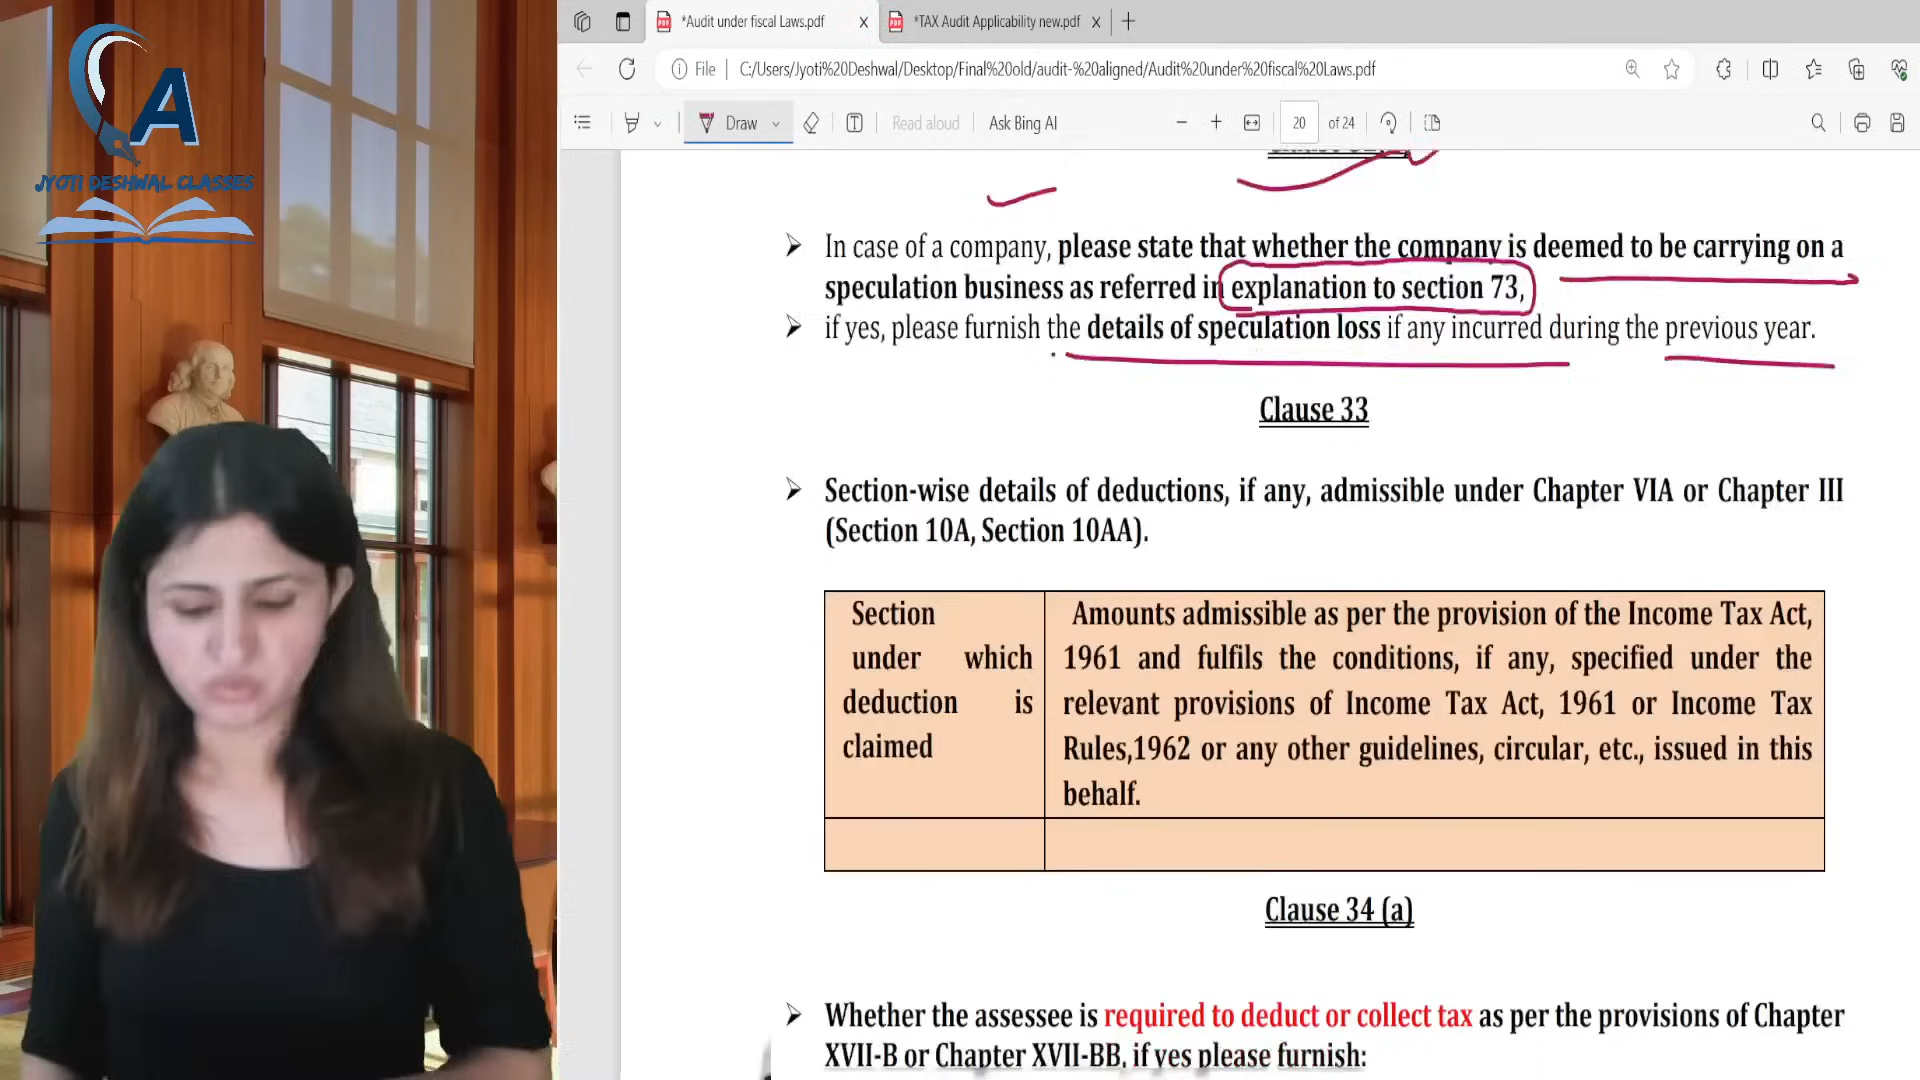 *Audit under fiscal Laws.pdf
*TAX Audit Applicability new.pdf
File
C:/Users/Jyoti%20Deshwal/Desktop/Final%20old/audit-%20aligned/Audit%20under%20fiscal%20Laws.pdf
Draw
Read aloud
Ask Bing AI
20
of 24
A
JYOTI DESHWAL CLASSES
In case of a company, please state that whether the company is deemed to be carrying on a
speculation business as referred in explanation to section 73,
if yes, please furnish the details of speculation loss if any incurred during the previous year.
Clause 33
Section-wise details of deductions, if any, admissible under Chapter VIA or Chapter III
(Section 10A, Section 10AA).
Section
under which
deduction is
claimed
Amounts admissible as per the provision of the Income Tax Act,
1961 and fulfils the conditions, if any, specified under the
relevant provisions of Income Tax Act, 1961 or Income Tax
Rules,1962 or any other guidelines, circular, etc., issued in this
behalf.
Clause 34 (a)
Whether the assessee is required to deduct or collect tax as per the provisions of Chapter
XVII-B or Chapter XVII-BB, if yes please furnish: